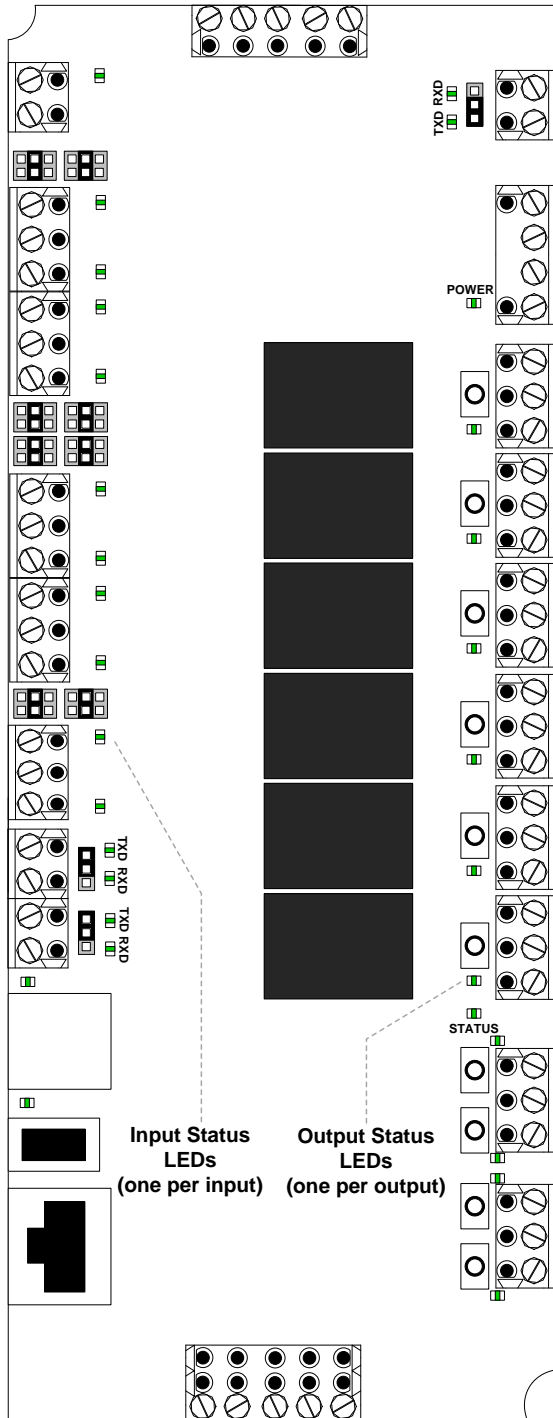 TXD RXD
POWER
TXD RXD
TXD RXD
STATUS
Input Status
LEDs
(one per input)
Output Status
LEDs
(one per output)